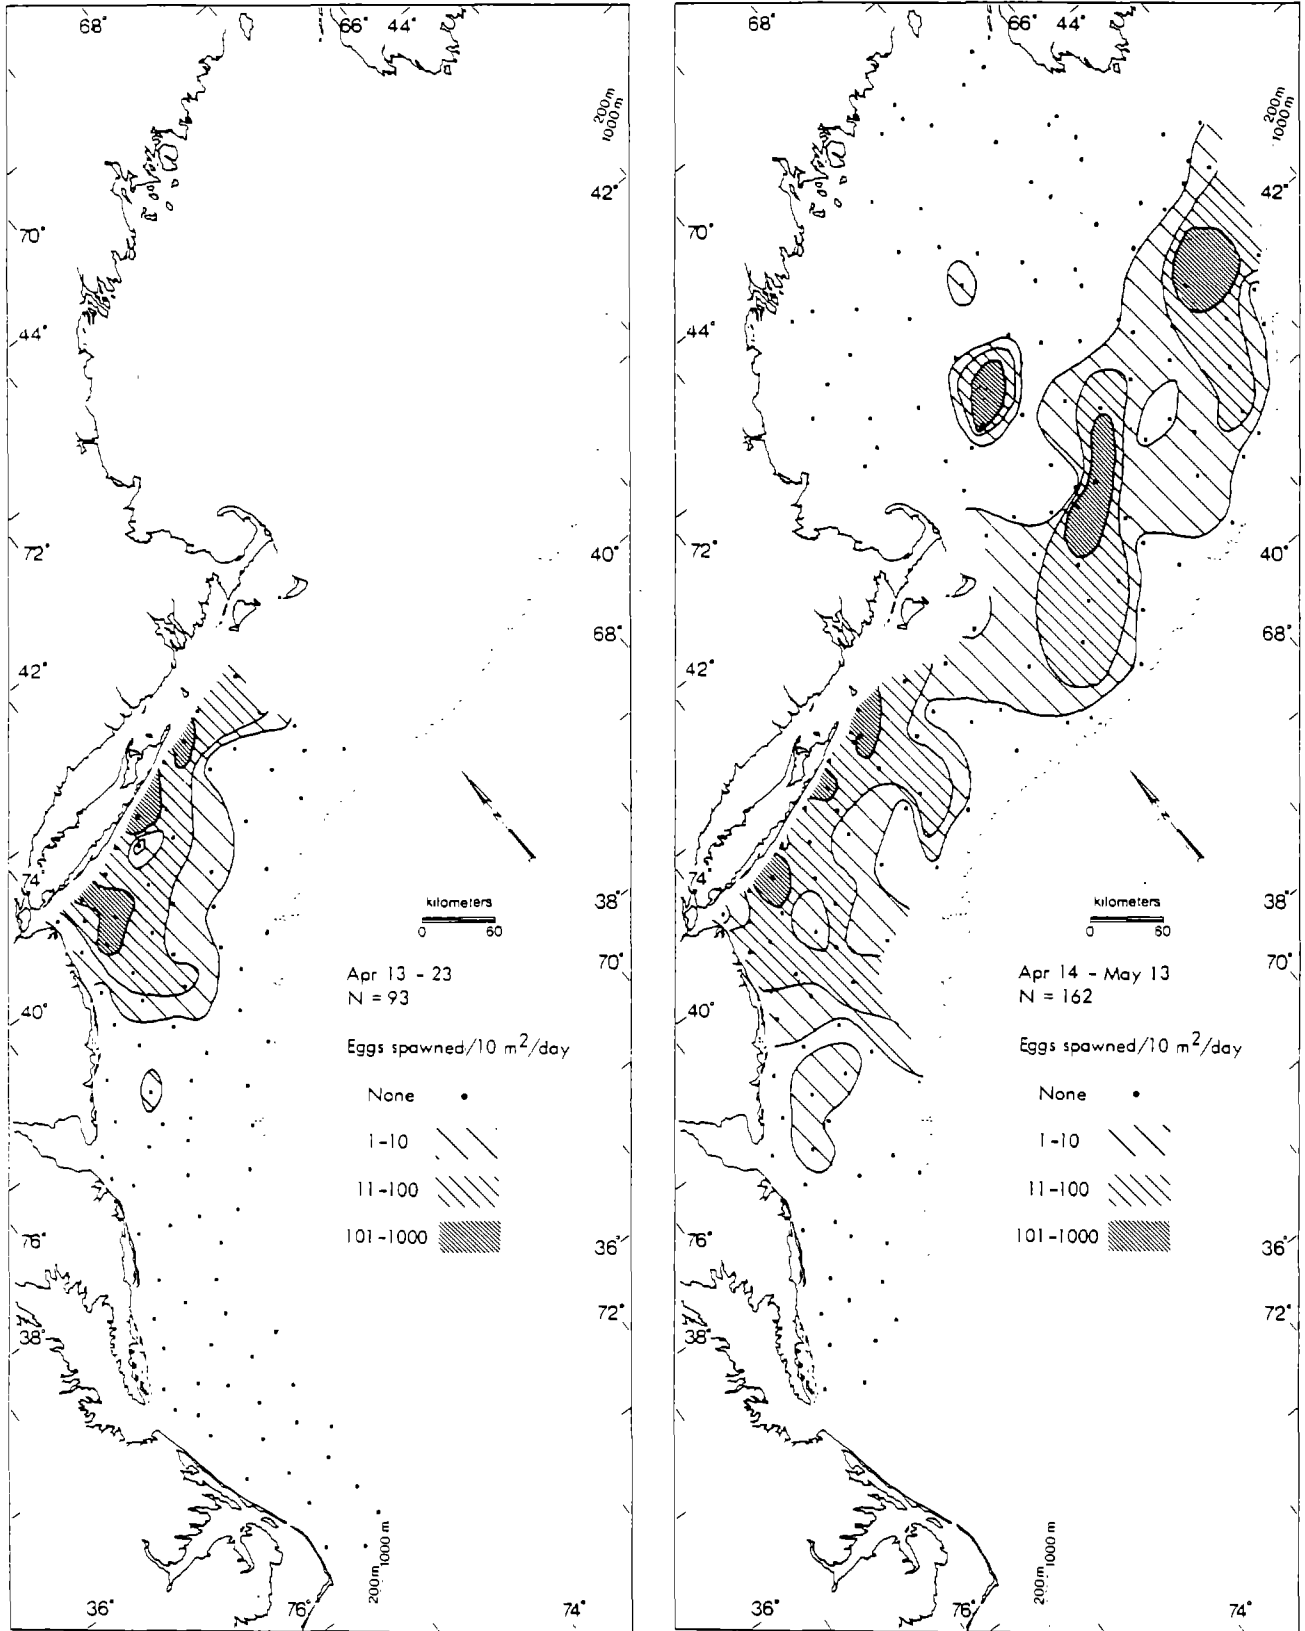 68° 66° 44°
200m
1000m
42°
70°
44°
72°
40°
68°
42°
74°
kilometers
0 60
38°
70°
Apr 13 - 23
N = 93
40°
Eggs spawned/10 m²/day
None
1-10
11-100
101-1000
76°
36°
72°
38°
200m
1000m
36° 76° 74°
68° 66° 44°
200m
1000m
42°
70°
44°
72°
40°
68°
42°
N
74°
kilometers
0 60
38°
70°
Apr 14 - May 13
N = 162
40°
Eggs spawned/10 m²/day
None
1-10
11-100
101-1000
76°
36°
72°
38°
200m
1000m
36° 76° 74°